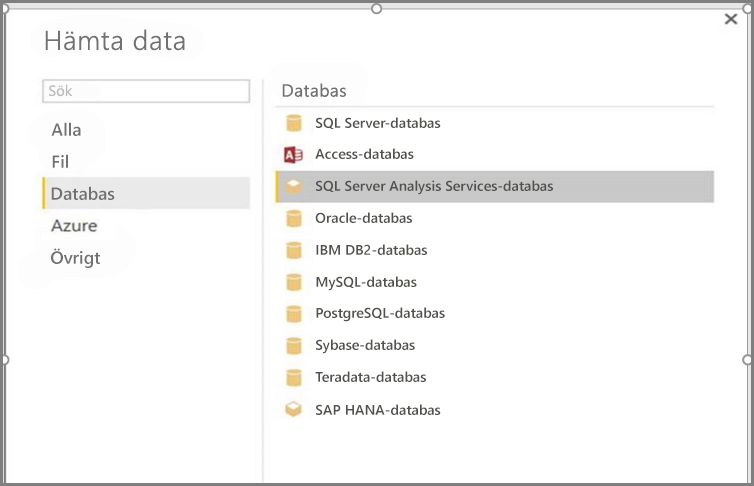 Hämta data
Sök
Alla
Fil
Databas
Azure
Övrigt
Databas
SQL Server-databas
Access-databas
SQL Server Analysis Services-databas
Oracle-databas
IBM DB2-databas
MySQL-databas
PostgreSQL-databas
Sybase-databas
Teradata-databas
SAP HANA-databas